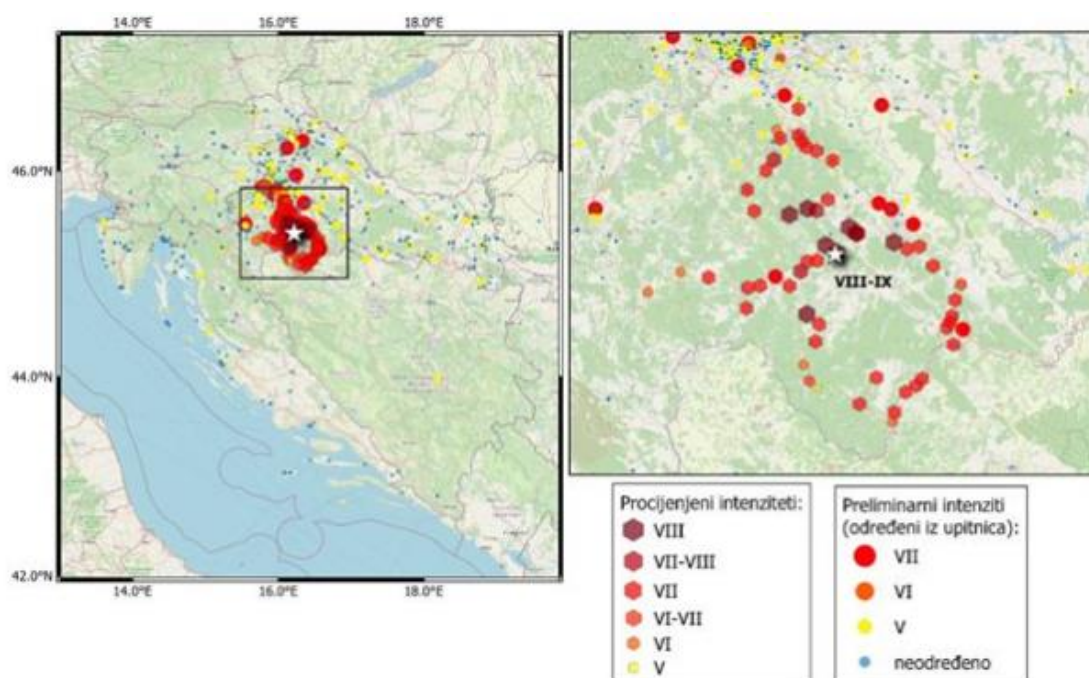 14.0°E 16.0°E 18.0°E
46.0°N
44.0°N
42.0°N
14.0°E 16.0°E 18.0°E
VIII-IX
Procijenjeni intenziteti:
VIII
VII-VIII
VII
VI-VII
VI
V
Preliminarni intenziti
(određeni iz upitnica):
VII
VI
V
neodređeno